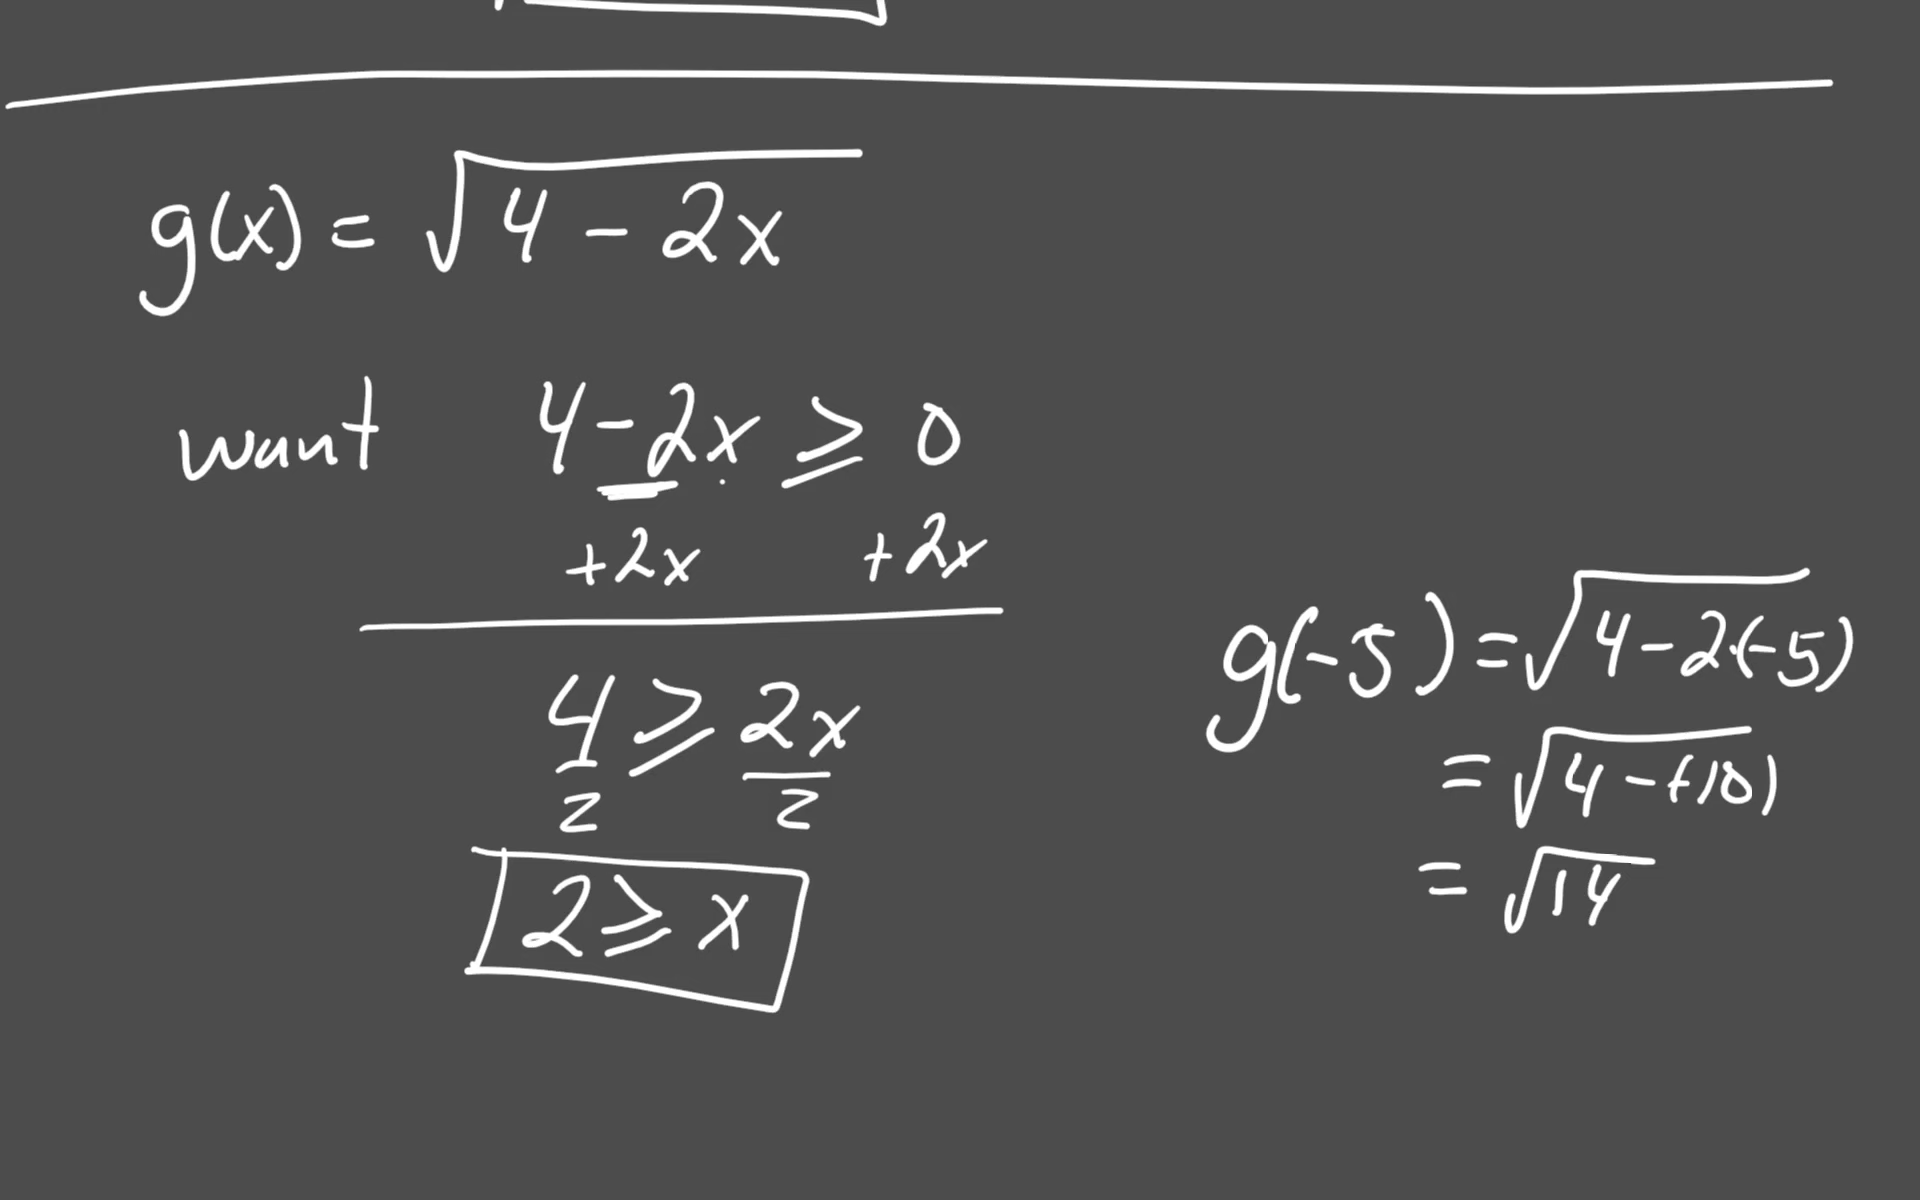 g(x) = √4 - 2x
want 4 - 2x ≥ 0
+2x +2x
4 ≥ 2x
2 2
2 ≥ x
g(-5) = √4-2·(-5)
= √4-(-10)
= √14